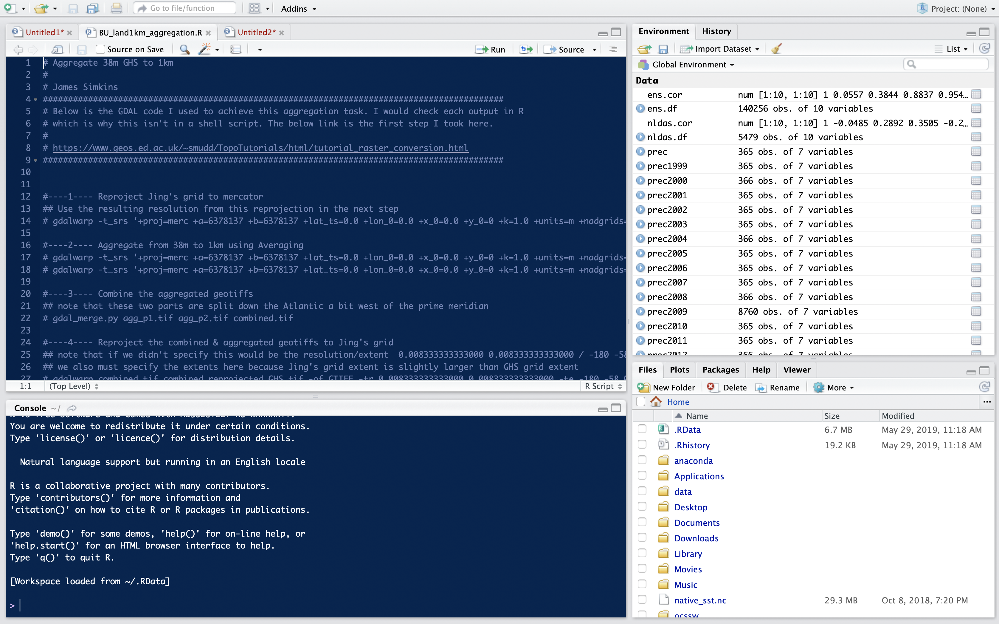 Go to file/function
Addins
Project: (None)
Untitled1*
BU_land1km_aggregation.R
Untitled2*
Source on Save
Run
Source
1 # Aggregate 38m GHS to 1km
2 #
3 # James Simkins
4 ############################################################################################
5 # Below is the GDAL code I used to achieve this aggregation task. I would check each output in R
6 # which is why this isn't in a shell script. The below link is the first step I took here.
7 #
8 # https://www.geos.ed.ac.uk/~smudd/TopoTutorials/html/tutorial_raster_conversion.html
9 ############################################################################################
10
11
12 #----1---- Reproject Jing's grid to mercator
13 ## Use the resulting resolution from this reprojection in the next step
14 # gdalwarp -t_srs '+proj=merc +a=6378137 +b=6378137 +lat_ts=0.0 +lon_0=0.0 +x_0=0.0 +y_0=0 +k=1.0 +units=m +nadgrids=
15
16 #----2---- Aggregate from 38m to 1km using Averaging
17 # gdalwarp -t_srs '+proj=merc +a=6378137 +b=6378137 +lat_ts=0.0 +lon_0=0.0 +x_0=0.0 +y_0=0 +k=1.0 +units=m +nadgrids=
18 # gdalwarp -t_srs '+proj=merc +a=6378137 +b=6378137 +lat_ts=0.0 +lon_0=0.0 +x_0=0.0 +y_0=0 +k=1.0 +units=m +nadgrids=
19
20 #----3---- Combine the aggregated geotiffs
21 ## note that these two parts are split down the Atlantic a bit west of the prime meridian
22 # gdal_merge.py agg_p1.tif agg_p2.tif combined.tif
23
24 #----4---- Reproject the combined & aggregated geotiffs to Jing's grid
25 ## note that if we didn't specify this would be the resolution/extent  0.008333333333000 0.008333333333000 / -180 -58
26 ## we also must specify the extents here because Jing's grid extent is slightly larger than GHS grid extent
27 # gdalwarp combined.tif combined_reprojected_GHS.tif -of GTIFF -tr 0.008333333333000 0.008333333333000 -te -180 -58
1:1 (Top Level) R Script
Console ~/
R is free software and comes with ABSOLUTELY NO WARRANTY.
You are welcome to redistribute it under certain conditions.
Type 'license()' or 'licence()' for distribution details.
Natural language support but running in an English locale
R is a collaborative project with many contributors.
Type 'contributors()' for more information and
'citation()' on how to cite R or R packages in publications.
Type 'demo()' for some demos, 'help()' for on-line help, or
'help.start()' for an HTML browser interface to help.
Type 'q()' to quit R.
[Workspace loaded from ~/.RData]
>
Environment History
Import Dataset List
Global Environment
Data
ens.cor num [1:10, 1:10] 1 0.0557 0.3844 0.8837 0.954…
ens.df 140256 obs. of 10 variables
nldas.cor num [1:10, 1:10] 1 -0.0485 0.2892 0.3505 -0.2…
nldas.df 5479 obs. of 10 variables
prec 365 obs. of 7 variables
prec1999 365 obs. of 7 variables
prec2000 366 obs. of 7 variables
prec2001 365 obs. of 7 variables
prec2002 365 obs. of 7 variables
prec2003 365 obs. of 7 variables
prec2004 366 obs. of 7 variables
prec2005 365 obs. of 7 variables
prec2006 365 obs. of 7 variables
prec2007 365 obs. of 7 variables
prec2008 366 obs. of 7 variables
prec2009 8760 obs. of 7 variables
prec2010 365 obs. of 7 variables
prec2011 365 obs. of 7 variables
prec2012 366 obs. of 7 variables
Files Plots Packages Help Viewer
New Folder Delete Rename More
Home ...
Name Size Modified
.RData 6.7 MB May 29, 2019, 11:18 AM
.Rhistory 19.2 KB May 29, 2019, 11:18 AM
anaconda
Applications
data
Desktop
Documents
Downloads
Library
Movies
Music
native_sst.nc 29.3 MB Oct 8, 2018, 7:20 PM
ocssw